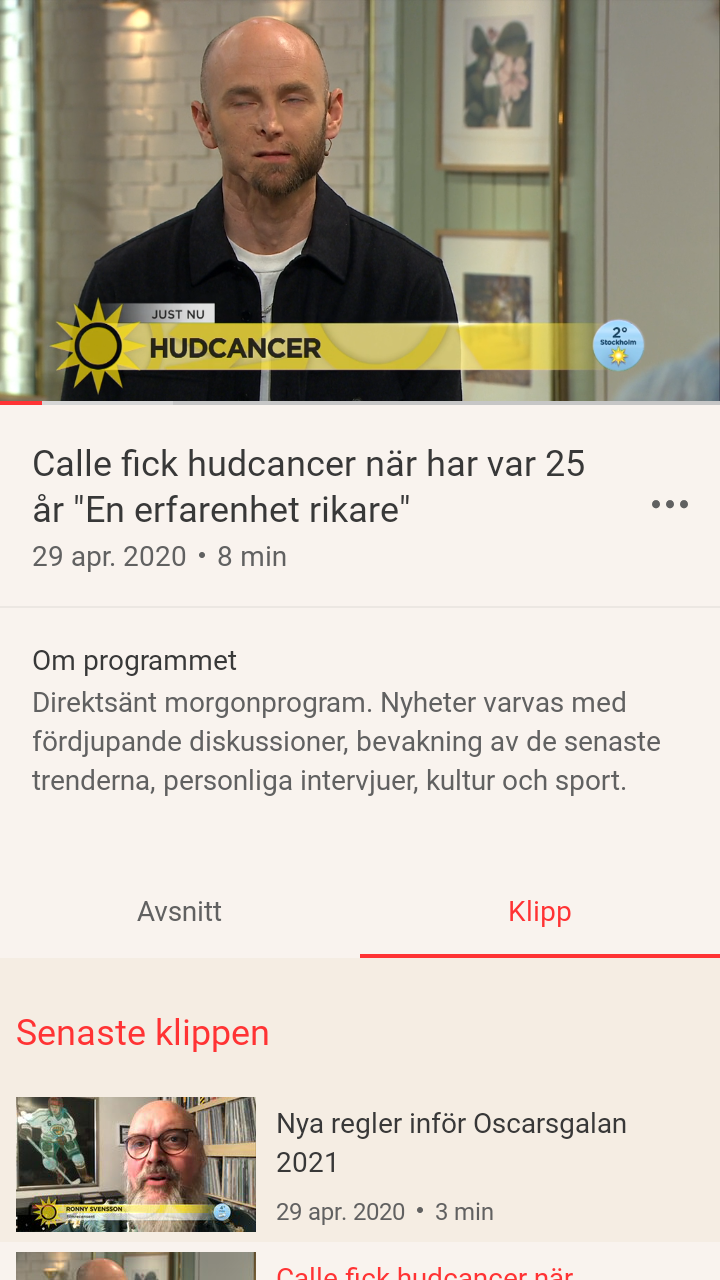 JUST NU
HUDCANCER
2°
Stockholm
Calle fick hudcancer när har var 25
år "En erfarenhet rikare"
29 apr. 2020 • 8 min
Om programmet
Direktsänt morgonprogram. Nyheter varvas med
fördjupande diskussioner, bevakning av de senaste
trenderna, personliga intervjuer, kultur och sport.
Avsnitt
Klipp
Senaste klippen
Nya regler inför Oscarsgalan
2021
RONNY SVENSSON
29 apr. 2020 • 3 min
Calle fick hudcancer när